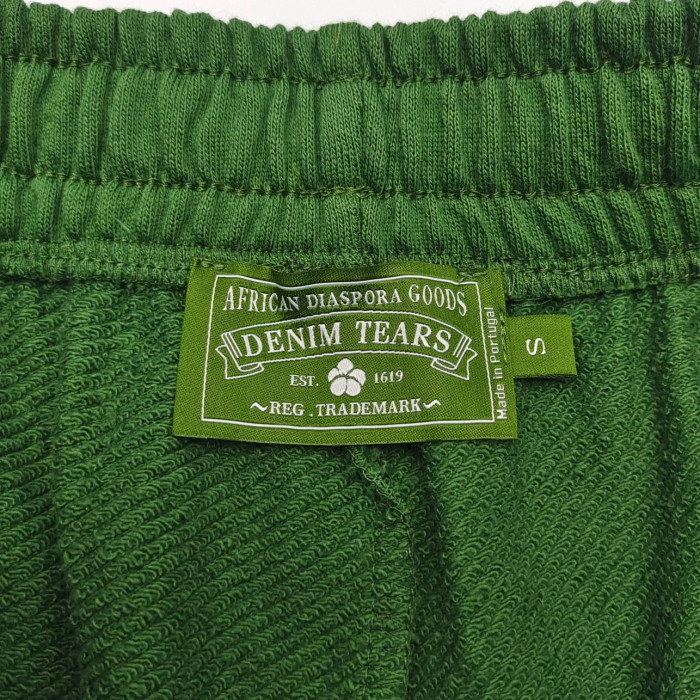 AFRICAN DIASPORA GOODS
DENIM TEARS
EST. 1619
~REG . TRADEMARK~
Made in Portugal
S